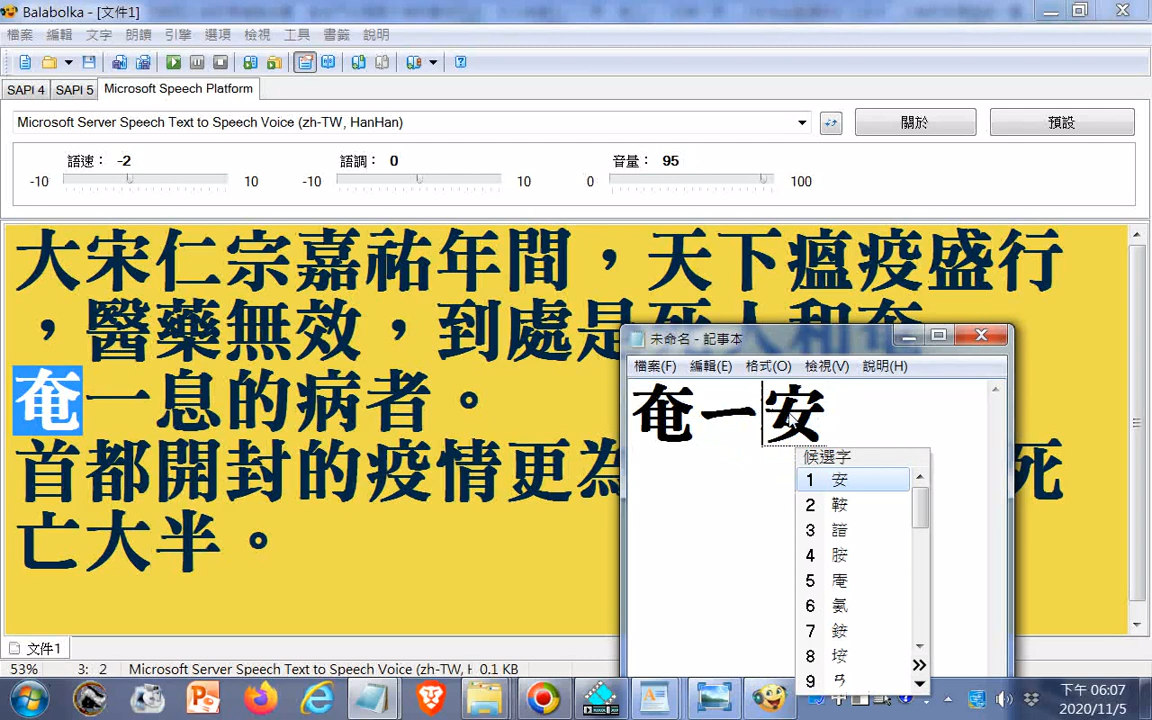 Balabolka - [文件1]
檔案 編輯 文字 朗讀 引擎 選項 檢視 工具 書籤 說明
SAPI 4 SAPI 5 Microsoft Speech Platform
Microsoft Server Speech Text to Speech Voice (zh-TW, HanHan)
關於 預設
語速： -2 語調： 0 音量： 95
-10 10 -10 10 0 100
大宋仁宗嘉祐年間，天下瘟疫盛行
，醫藥無效，到處是死人和奄
奄一息的病者。
首都開封的疫情更為 死
亡大半。
未命名 - 記事本
檔案(F) 編輯(E) 格式(O) 檢視(V) 說明(H)
奄一安
候選字
1 安
2 鞍
3 諳
4 胺
5 庵
6 氨
7 銨
8 垵
9 ㄢ
文件1
53% 3: 2 Microsoft Server Speech Text to Speech Voice (zh-TW, H 0.1 KB
下午 06:07
2020/11/5